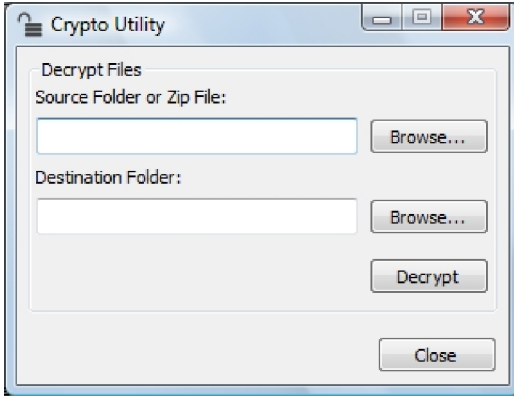 Crypto Utility
Decrypt Files
Source Folder or Zip File:
Browse...
Destination Folder:
Browse...
Decrypt
Close